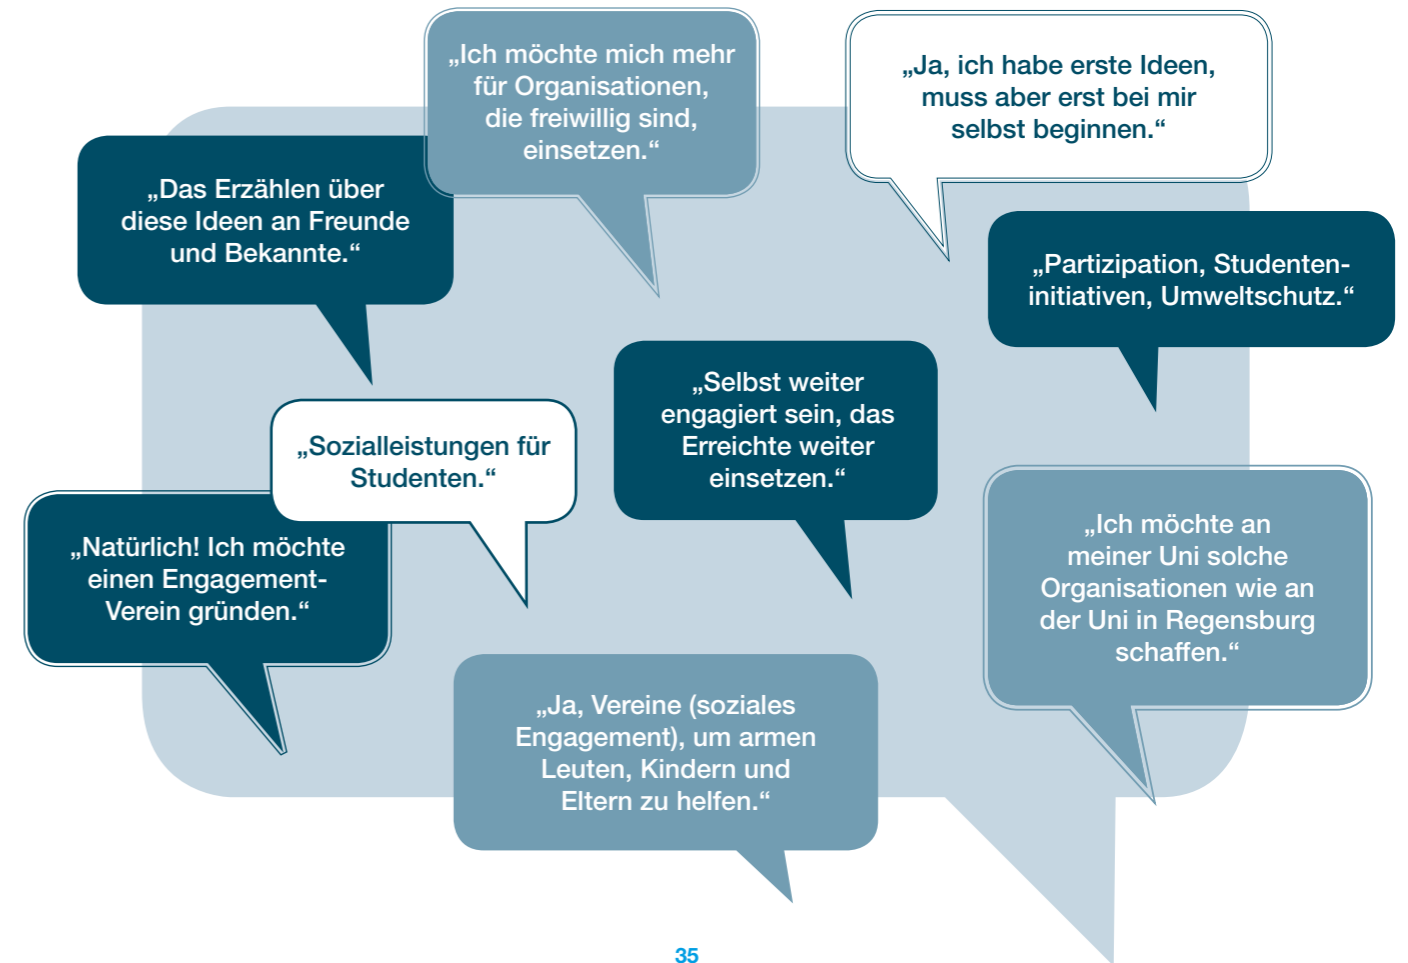 „Ich möchte mich mehr
für Organisationen,
die freiwillig sind,
einsetzen.“
„Ja, ich habe erste Ideen,
muss aber erst bei mir
selbst beginnen.“
„Das Erzählen über
diese Ideen an Freunde
und Bekannte.“
„Partizipation, Studenten-
initiativen, Umweltschutz.“
„Selbst weiter
engagiert sein, das
Erreichte weiter
einsetzen.“
„Sozialleistungen für
Studenten.“
„Natürlich! Ich möchte
einen Engagement-
Verein gründen.“
„Ich möchte an
meiner Uni solche
Organisationen wie an
der Uni in Regensburg
schaffen.“
„Ja, Vereine (soziales
Engagement), um armen
Leuten, Kindern und
Eltern zu helfen.“
35